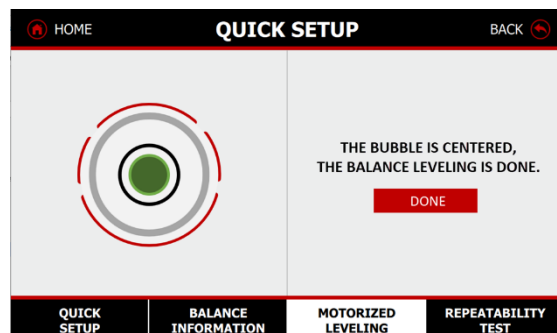 HOME
QUICK SETUP
BACK
THE BUBBLE IS CENTERED,
THE BALANCE LEVELING IS DONE.
DONE
QUICK
SETUP
BALANCE
INFORMATION
MOTORIZED
LEVELING
REPEATABILITY
TEST